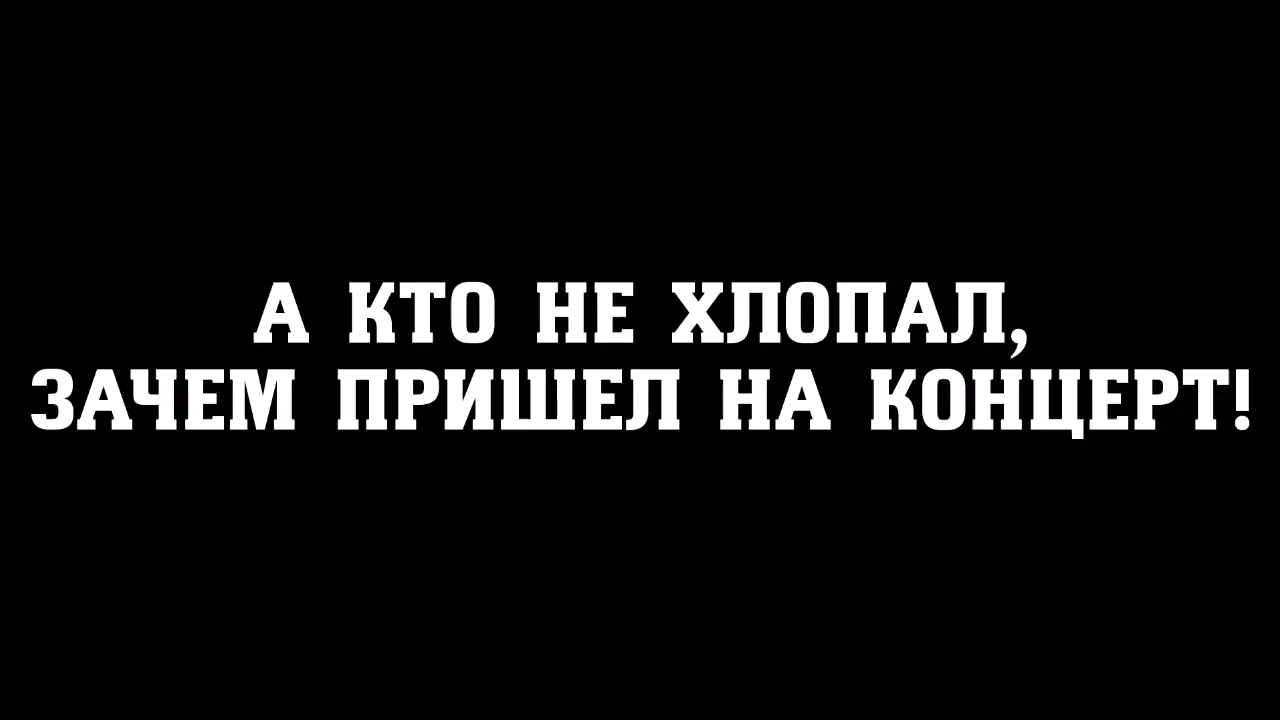 А КТО НЕ ХЛОПАЛ,
ЗАЧЕМ ПРИШЕЛ НА КОНЦЕРТ!